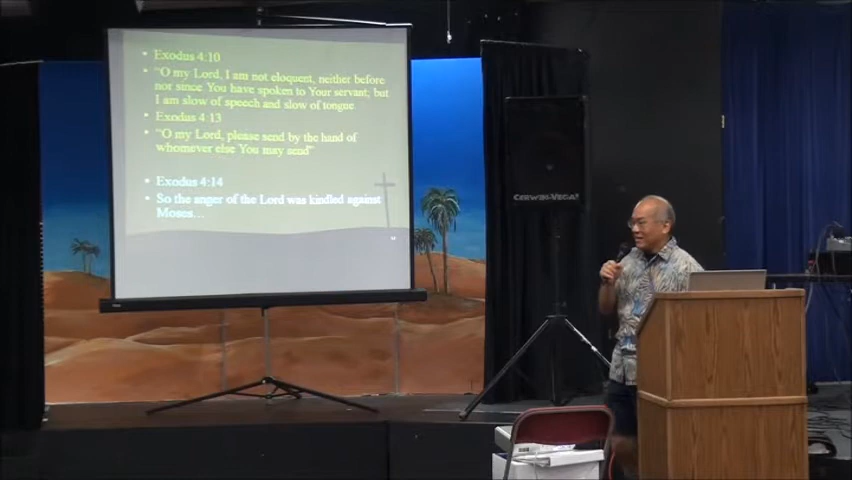 • Exodus 4:10
• "O my Lord, I am not eloquent, neither before
nor since You have spoken to Your servant; but
I am slow of speech and slow of tongue.
• Exodus 4:13
• "O my Lord, please send by the hand of
whomever else You may send"
• Exodus 4:14
• So the anger of the Lord was kindled against
Moses…
CERWIN-VEGA!